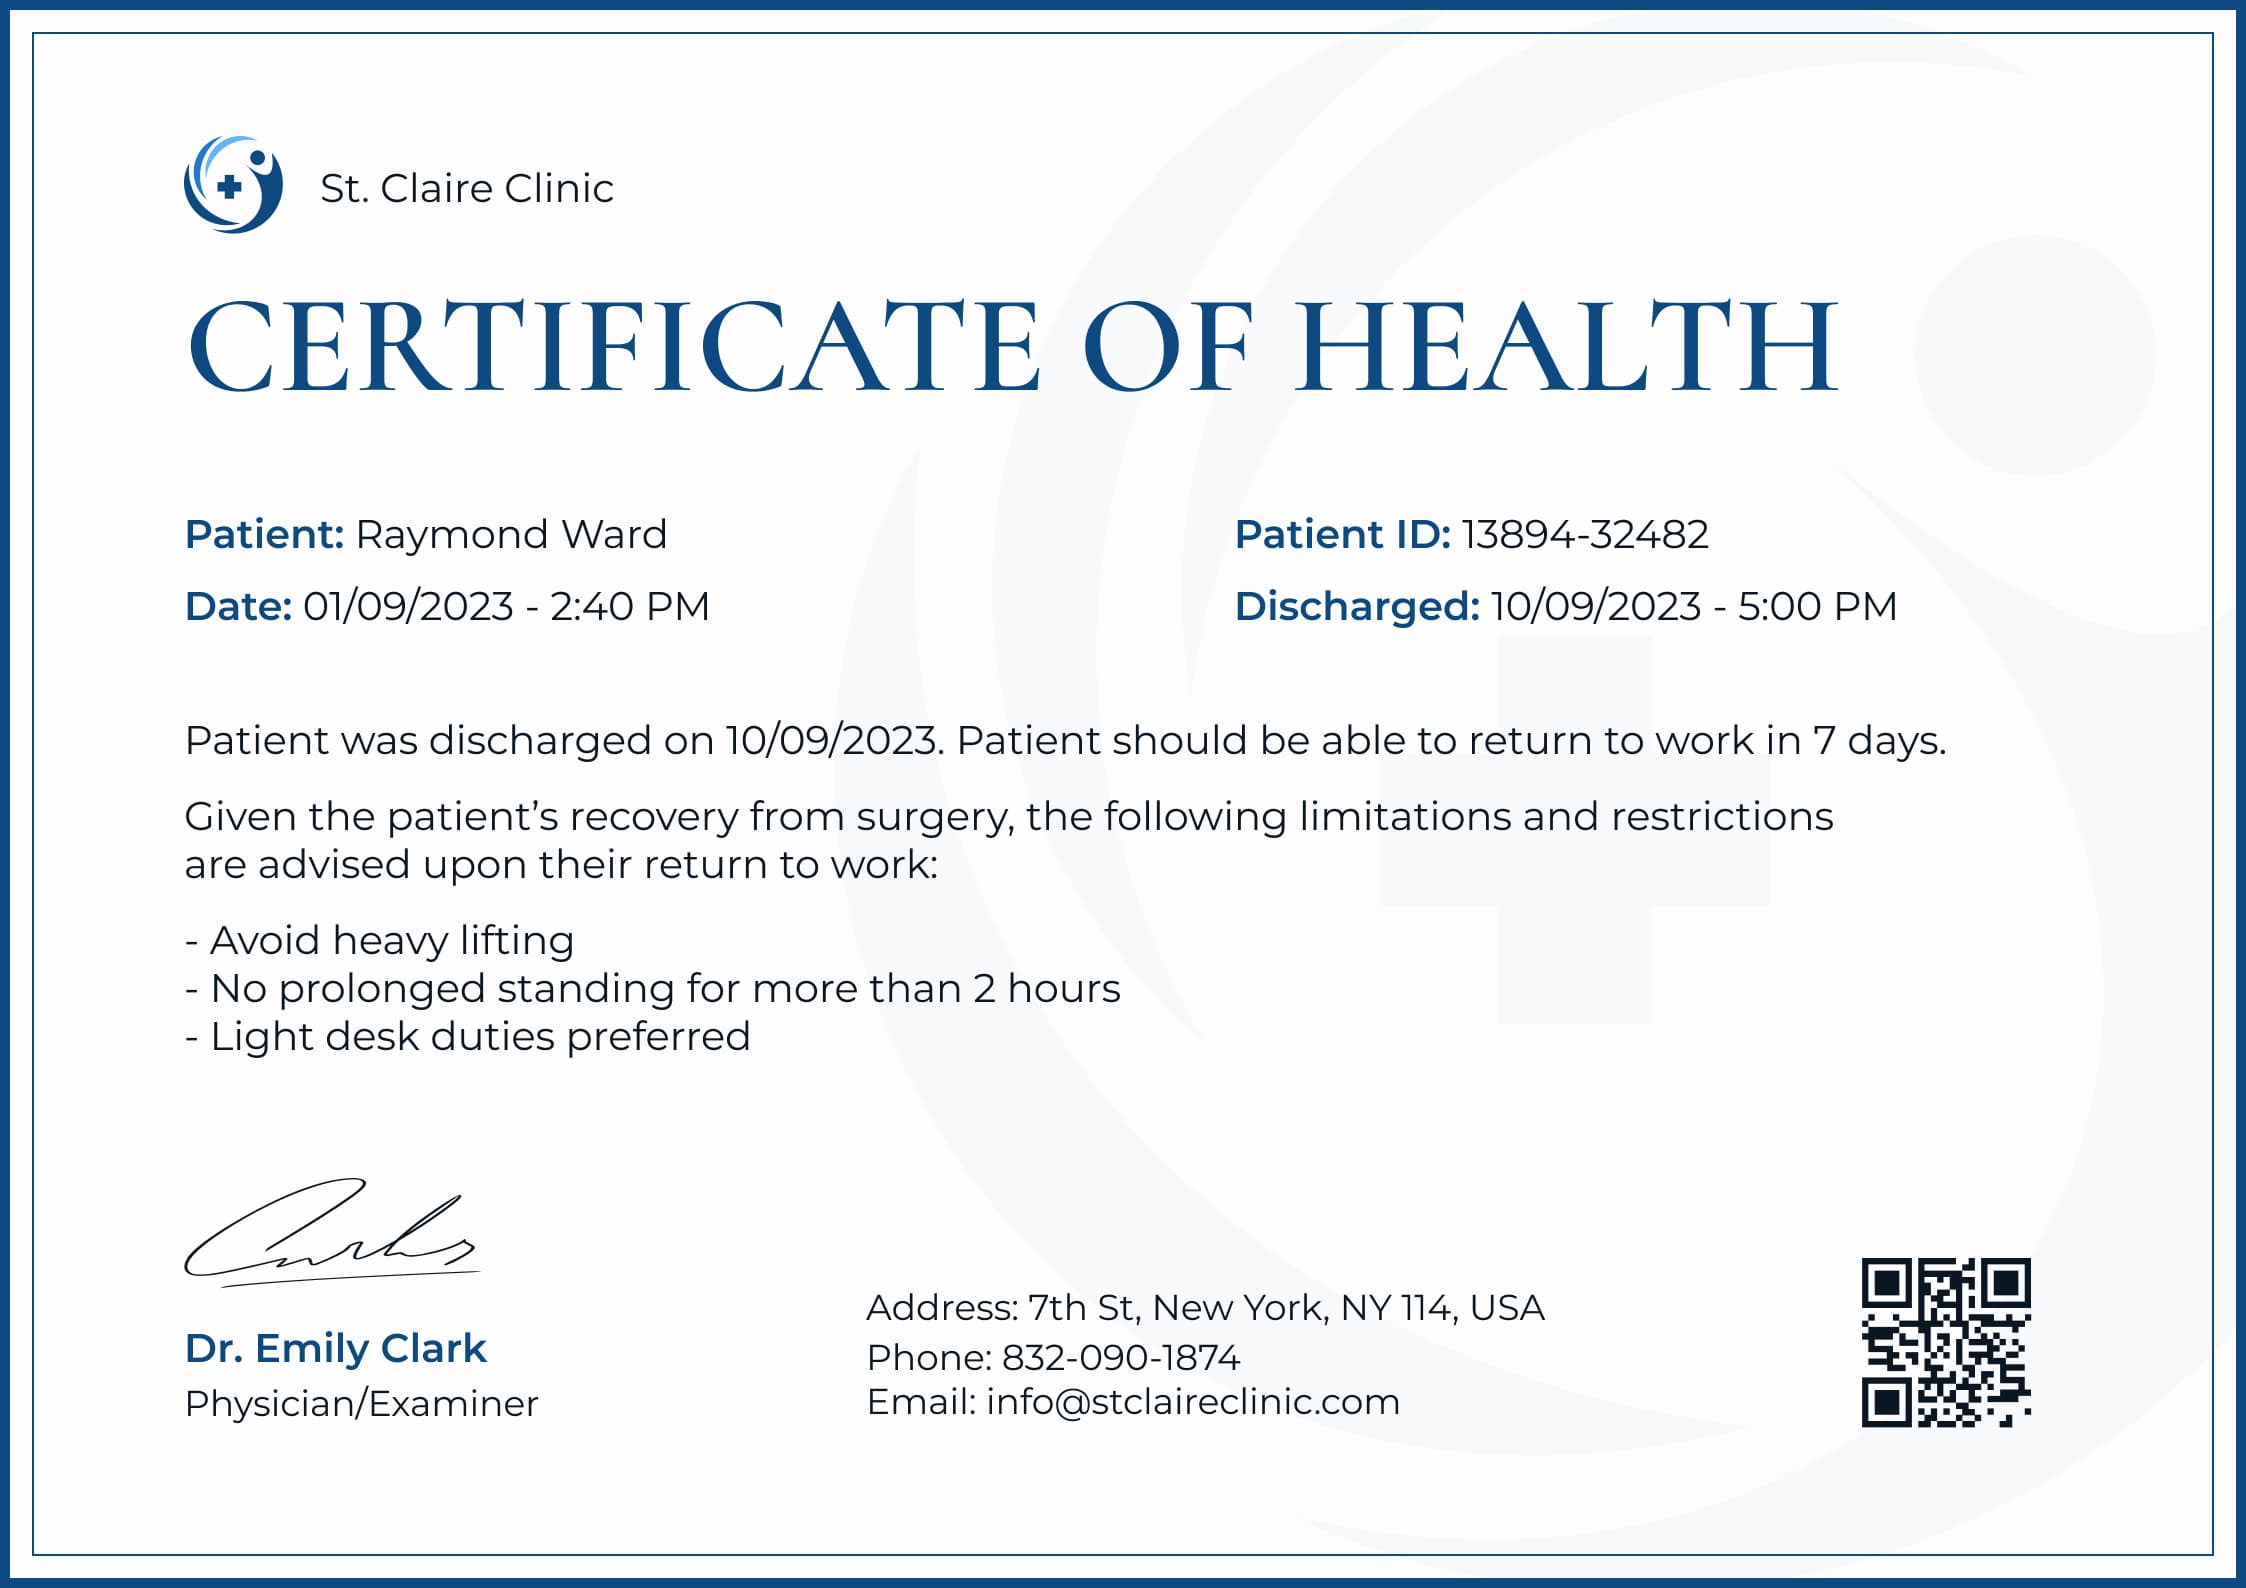 St. Claire Clinic
CERTIFICATE OF HEALTH
Patient: Raymond Ward
Patient ID: 13894-32482
Date: 01/09/2023 - 2:40 PM
Discharged: 10/09/2023 - 5:00 PM
Patient was discharged on 10/09/2023. Patient should be able to return to work in 7 days.
Given the patient’s recovery from surgery, the following limitations and restrictions
are advised upon their return to work:
- Avoid heavy lifting
- No prolonged standing for more than 2 hours
- Light desk duties preferred
Dr. Emily Clark
Physician/Examiner
Address: 7th St, New York, NY 114, USA
Phone: 832-090-1874
Email: info@stclaireclinic.com